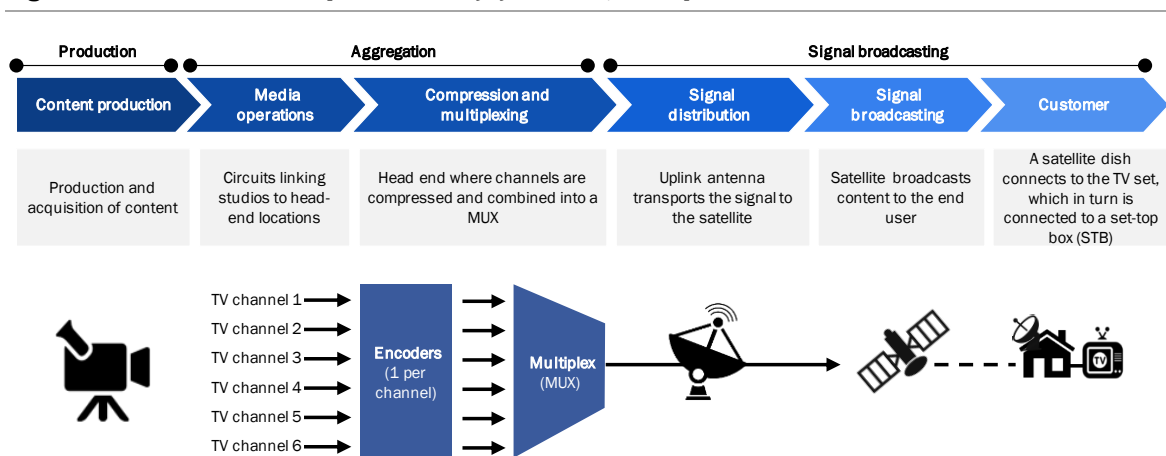 Production
Aggregation
Signal broadcasting
Content production
Media
operations
Compression and
multiplexing
Signal
distribution
Signal
broadcasting
Customer
Production and
acquisition of content
Circuits linking
studios to head-
end locations
Head end where channels are
compressed and combined into a
MUX
Uplink antenna
transports the signal to
the satellite
Satellite broadcasts
content to the end
user
A satellite dish
connects to the TV set,
which in turn is
connected to a set-top
box (STB)
TV channel 1
TV channel 2
TV channel 3
TV channel 4
TV channel 5
TV channel 6
Encoders
(1 per
channel)
Multiplex
(MUX)
TV